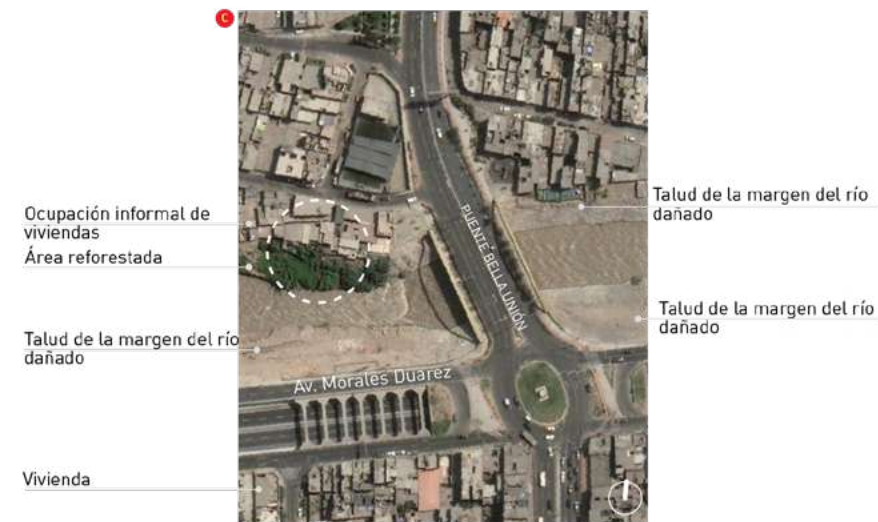 C
Ocupación informal de
viviendas
Área reforestada
Talud de la margen del río
dañado
Vivienda
PUENTE BELLA UNIÓN
Av. Morales Duarez
Talud de la margen del río
dañado
Talud de la margen del río
dañado